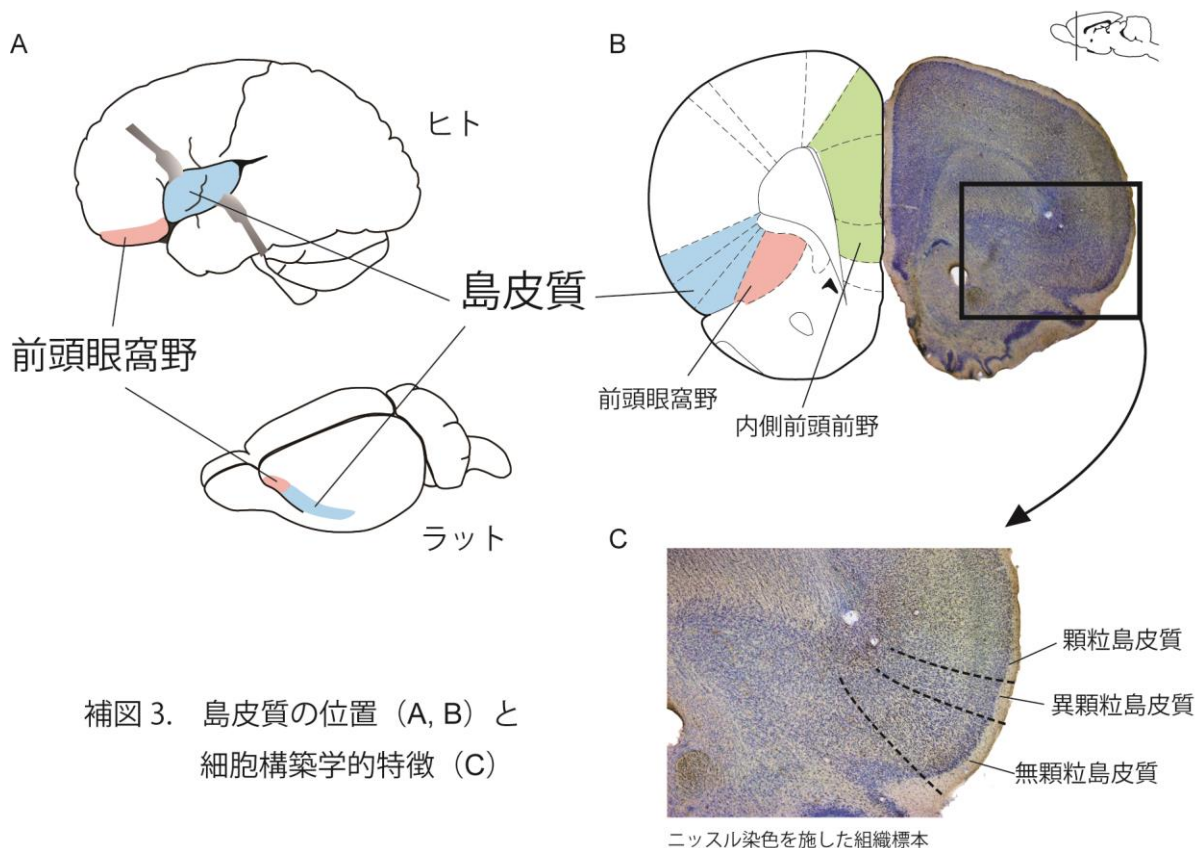 A
ヒト
島皮質
前頭眼窩野
ラット
B
前頭眼窩野
内側前頭前野
C
顆粒島皮質
異顆粒島皮質
無顆粒島皮質
ニッスル染色を施した組織標本
補図 3. 島皮質の位置(A, B)と
細胞構築学的特徴(C)